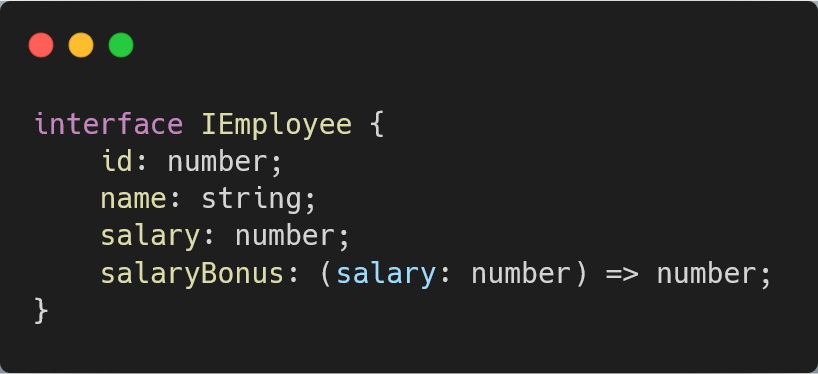 interface IEmployee {
    id: number;
    name: string;
    salary: number;
    salaryBonus: (salary: number) => number;
}